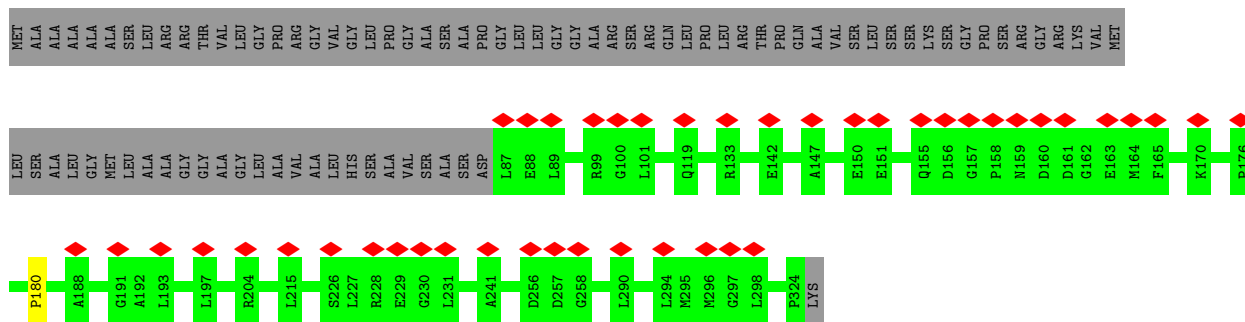 MET ALA ALA ALA ALA ALA SER LEU ARG ARG THR VAL LEU GLY PRO ARG GLY VAL GLY LEU PRO GLY ALA SER ALA PRO GLY LEU LEU GLY GLY ALA ARG SER ARG GLN LEU PRO LEU ARG THR PRO GLN ALA VAL SER LEU SER SER LYS SER GLY PRO SER ARG GLY ARG LYS VAL MET
LEU SER ALA LEU GLY MET LEU ALA ALA GLY GLY ALA GLY LEU ALA VAL ALA LEU HIS SER ALA VAL SER ALA SER ASP L87 E88 L89 R99 G100 L101 Q119 R133 E142 A147 E150 E151 Q155 D156 G157 P158 N159 D160 D161 G162 E163 M164 F165 K170
P180 A188 G191 A192 L193 L197 R204 L215 S226 L227 R228 E229 G230 L231 A241 D256 D257 G258 L290 L294 M295 M296 G297 L298 P324 LYS